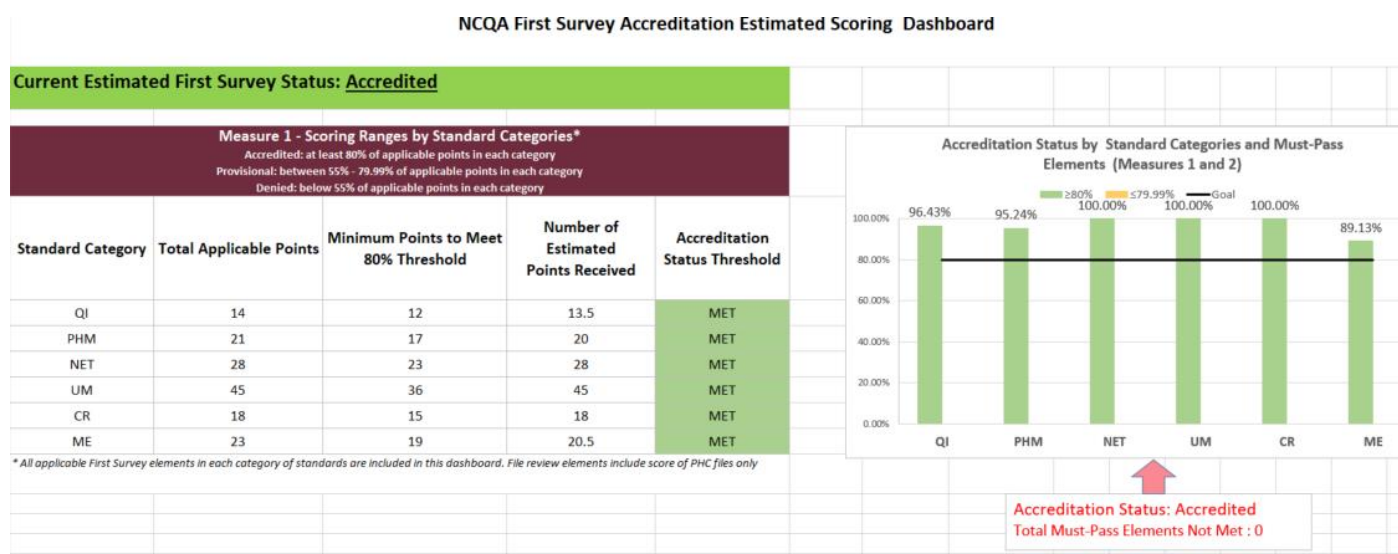 NCQA First Survey Accreditation Estimated Scoring Dashboard
Current Estimated First Survey Status: Accredited
Measure 1 - Scoring Ranges by Standard Categories*
Accredited: at least 80% of applicable points in each category
Provisional: between 55% - 79.99% of applicable points in each category
Denied: below 55% of applicable points in each category
Standard Category Total Applicable Points Minimum Points to Meet 80% Threshold Number of Estimated Points Received Accreditation Status Threshold
QI 14 12 13.5 MET
PHM 21 17 20 MET
NET 28 23 28 MET
UM 45 36 45 MET
CR 18 15 18 MET
ME 23 19 20.5 MET
* All applicable First Survey elements in each category of standards are included in this dashboard. File review elements include score of PHC files only
Accreditation Status by Standard Categories and Must-Pass
Elements (Measures 1 and 2)
≥80% ≤79.99% Goal
96.43% 95.24% 100.00% 100.00% 100.00% 89.13%
100.00%
80.00%
60.00%
40.00%
20.00%
0.00%
QI PHM NET UM CR ME
Accreditation Status: Accredited
Total Must-Pass Elements Not Met : 0